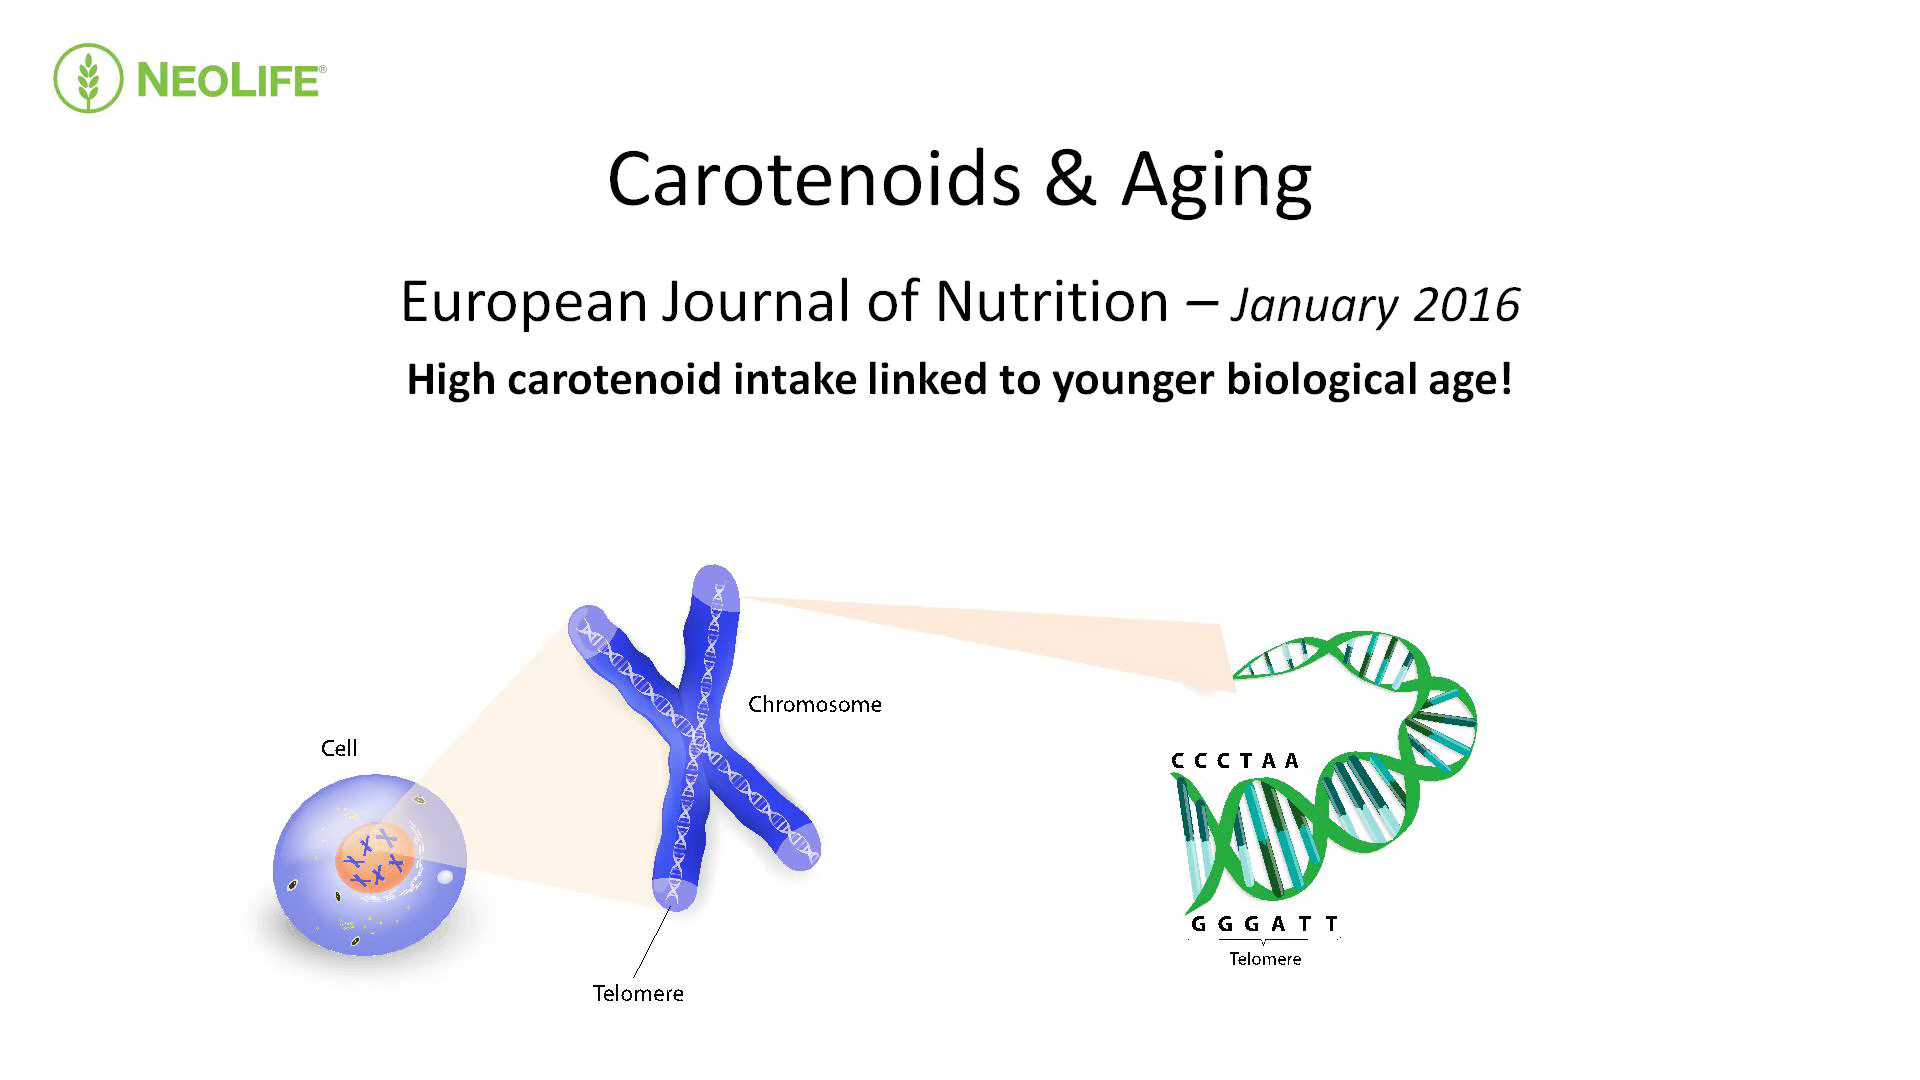 NEOLIFE®
Carotenoids & Aging
European Journal of Nutrition – January 2016
High carotenoid intake linked to younger biological age!
Chromosome
Cell
Telomere
C C C T A A
G G G A T T
Telomere